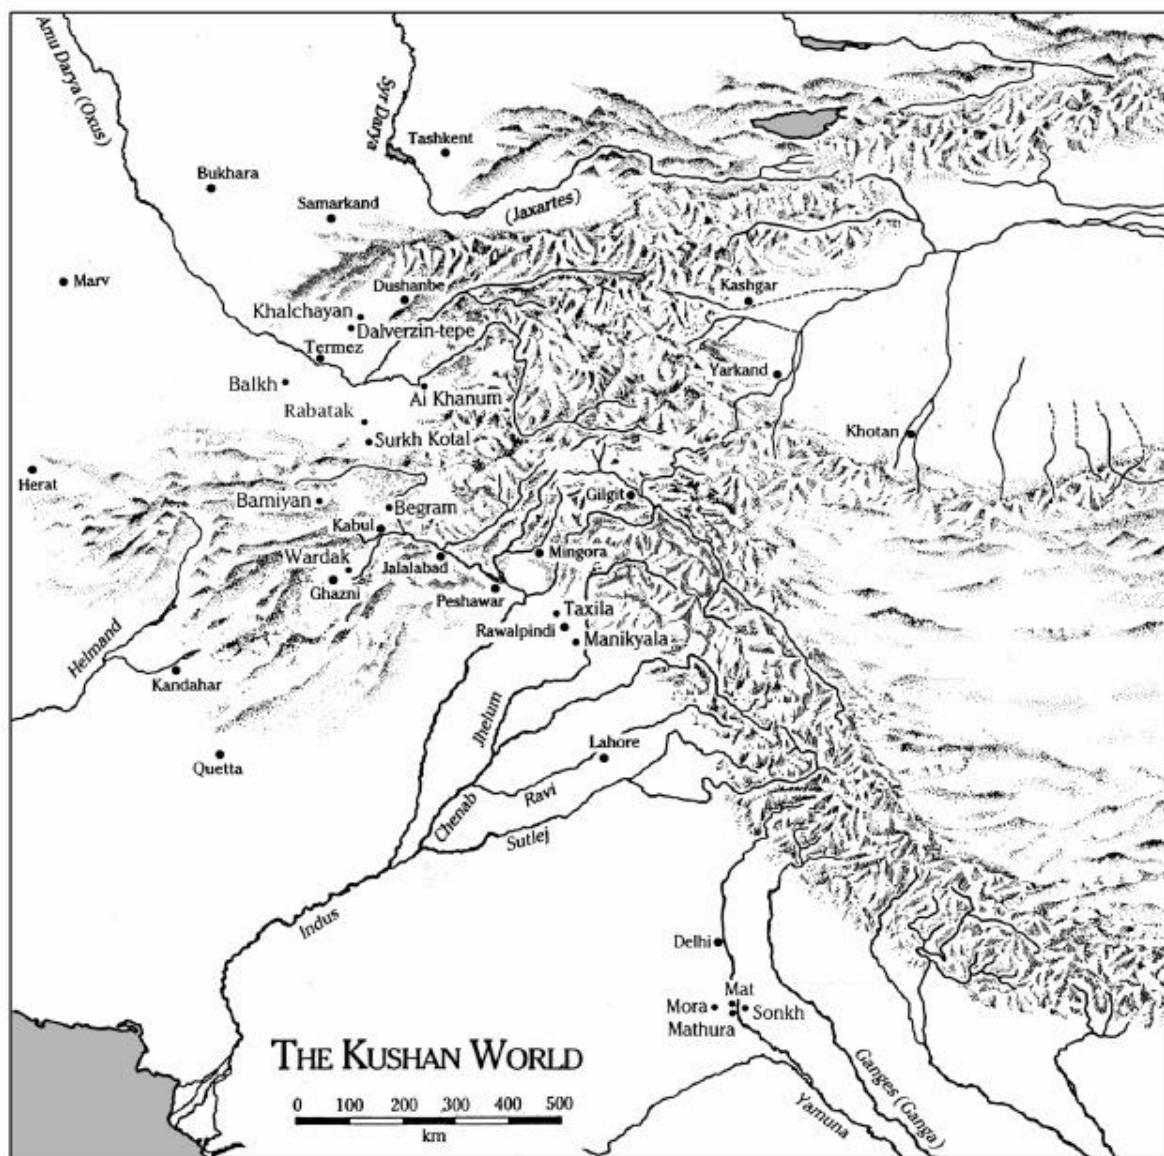 Amu Darya (Oxus)
Syr Darya
Tashkent
Bukhara
Samarkand
(Jaxartes)
Marv
Dushanbe
Kashgar
Khalchayan
Dalverzin-tepe
Termez
Balkh
Ai Khanum
Yarkand
Rabatak
Surkh Kotal
Khotan
Herat
Bamiyan
Begram
Gilgit
Kabul
Wardak
Jalalabad
Mingora
Ghazni
Peshawar
Taxila
Rawalpindi
Manikyala
Helmand
Kandahar
Jhelum
Lahore
Quetta
Chenab
Ravi
Sutlej
Indus
Delhi
Mat
Mora
Sonkh
Mathura
THE KUSHAN WORLD
Ganges (Ganga)
Yamuna
0 100 200 300 400 500
km